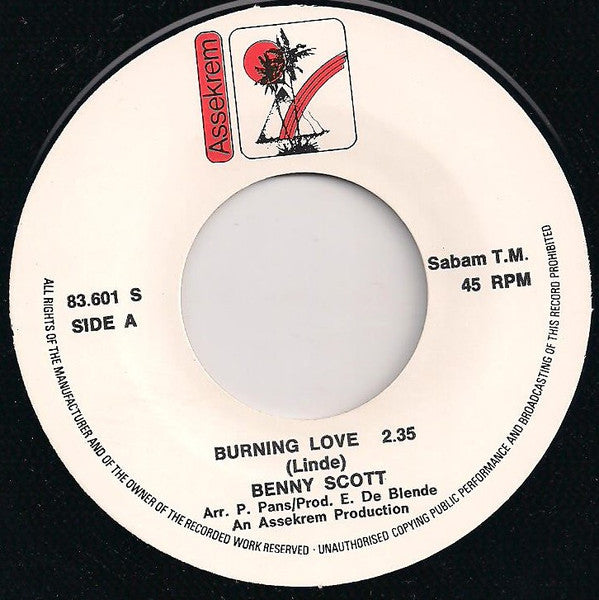 Assekrem
83.601 S
SIDE A
Sabam T.M.
45 RPM
BURNING LOVE 2.35
(Linde)
BENNY SCOTT
Arr. P. Pans/Prod. E. De Blende
An Assekrem Production
ALL RIGHTS OF THE MANUFACTURER AND OF THE OWNER OF THE RECORDED WORK RESERVED · UNAUTHORISED COPYING PUBLIC PERFORMANCE AND BROADCASTING OF THIS RECORD PROHIBITED